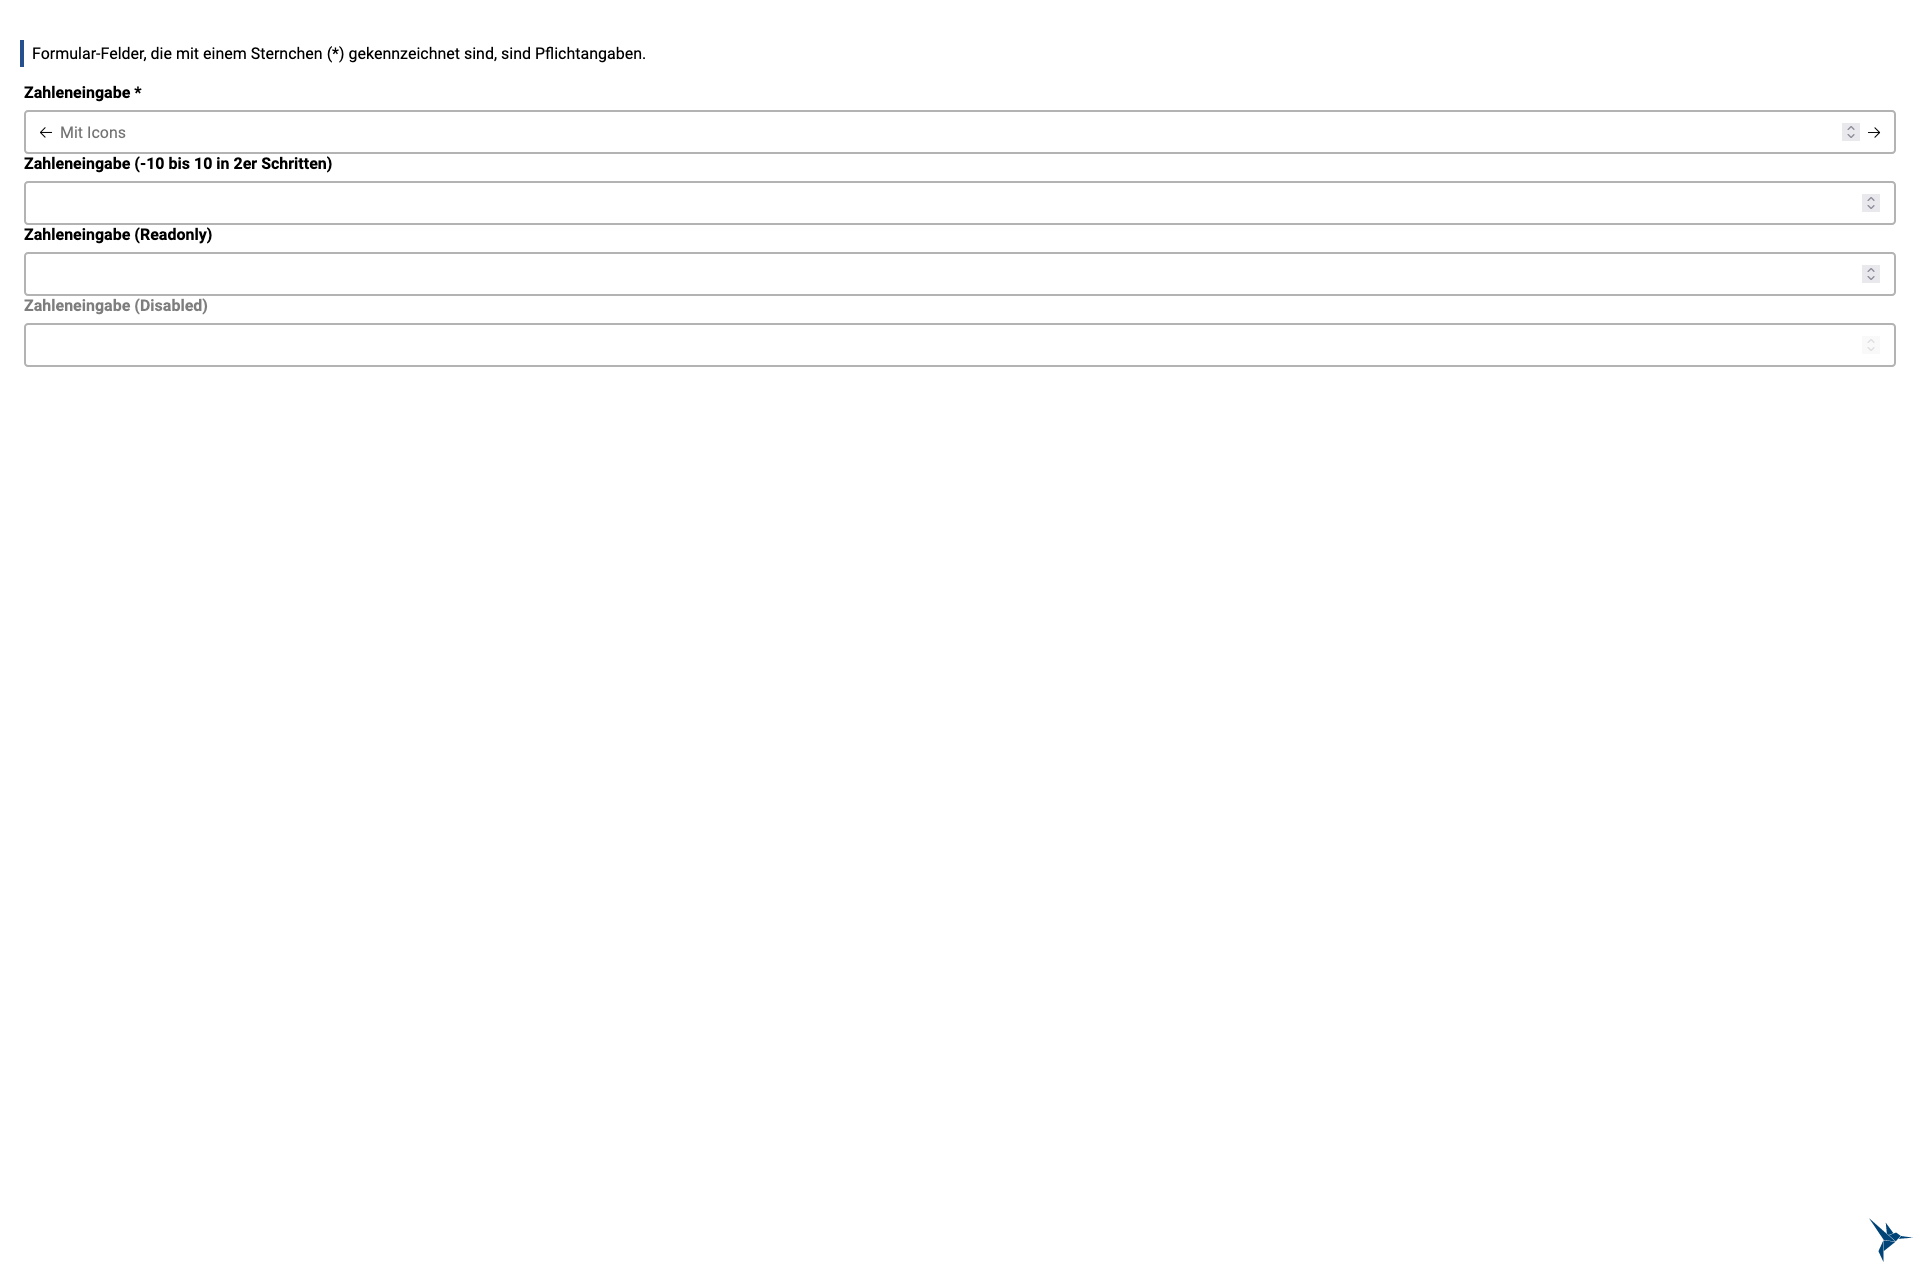 Formular-Felder, die mit einem Sternchen (*) gekennzeichnet sind, sind Pflichtangaben.
Zahleneingabe *
Mit Icons
Zahleneingabe (-10 bis 10 in 2er Schritten)
Zahleneingabe (Readonly)
Zahleneingabe (Disabled)